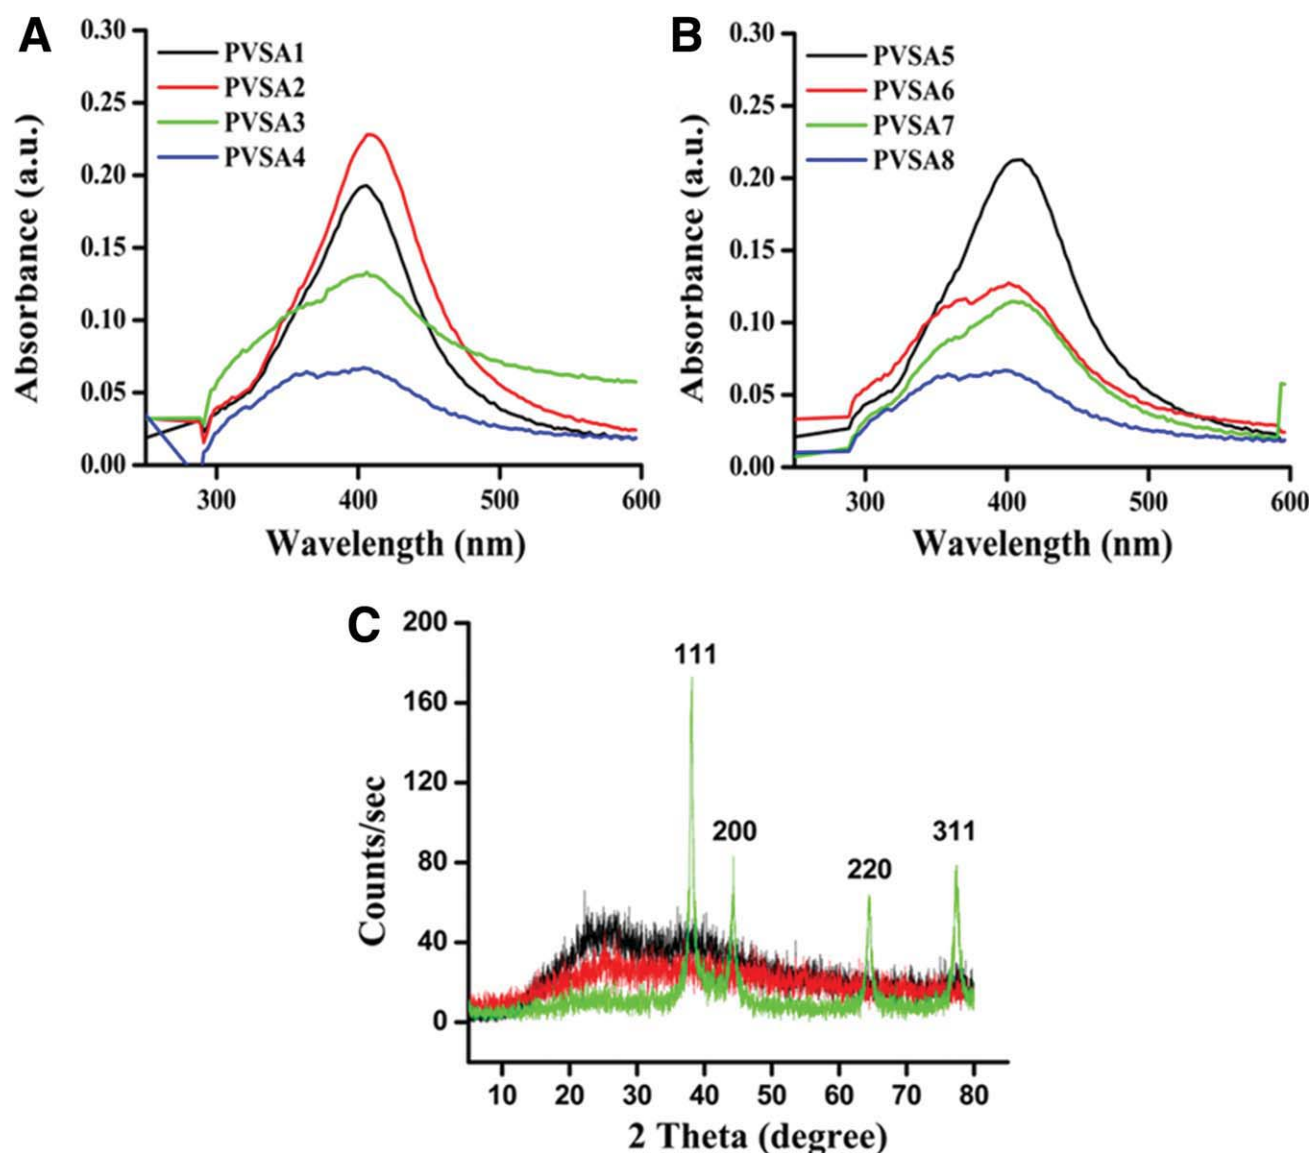 A
Absorbance (a.u.)
0.30
0.25
0.20
0.15
0.10
0.05
0.00
PVSA1
PVSA2
PVSA3
PVSA4
300 400 500 600
Wavelength (nm)
B
Absorbance (a.u.)
0.30
0.25
0.20
0.15
0.10
0.05
0.00
PVSA5
PVSA6
PVSA7
PVSA8
300 400 500 600
Wavelength (nm)
C
Counts/sec
200
160
120
80
40
0
111
200
220
311
10 20 30 40 50 60 70 80
2 Theta (degree)